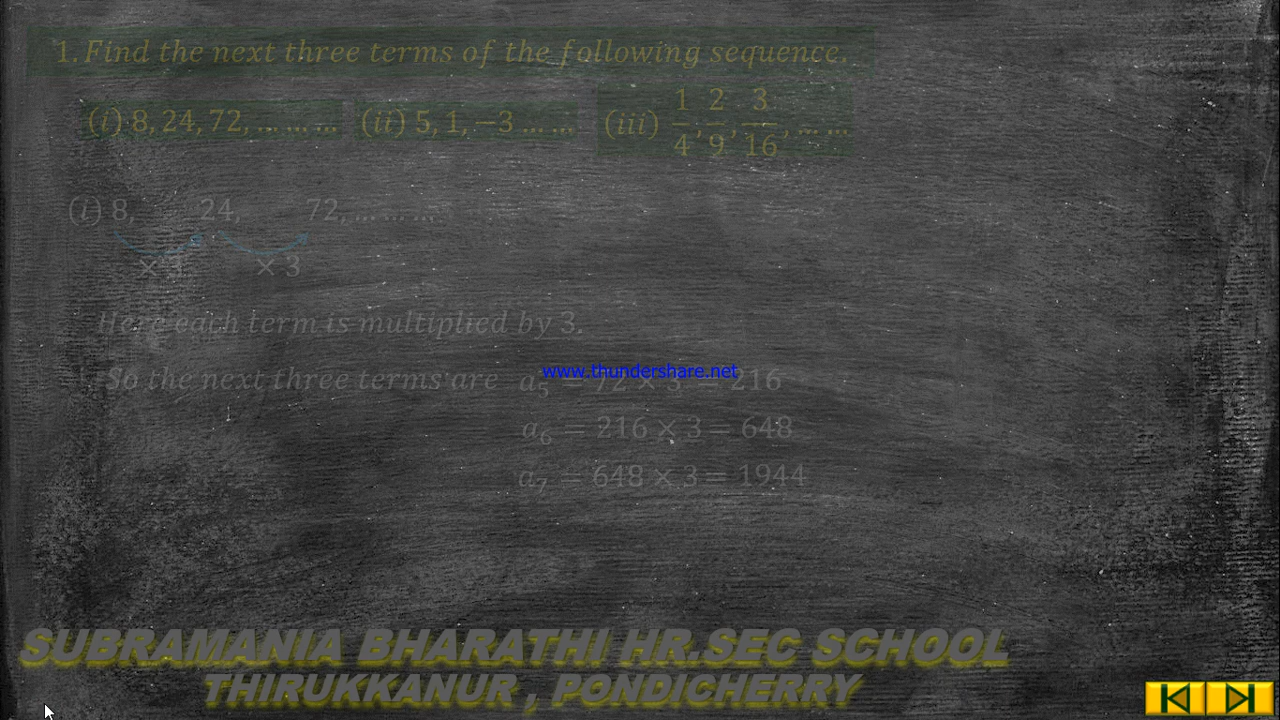 1. Find the next three terms of the following sequence.
(i) 8, 24, 72, ... ... ... (ii) 5, 1, −3 ... ... (iii) 1/4, 2/9, 3/16, ... ...
(i) 8, 24, 72, ... ... ...
× 3 × 3
Here each term is multiplied by 3.
So the next three terms are a₅ = 72 × 3 = 216
www.thundershare.net
a₆ = 216 × 3 = 648
a₇ = 648 × 3 = 1944
SUBRAMANIA BHARATHI HR.SEC SCHOOL
THIRUKKANUR , PONDICHERRY